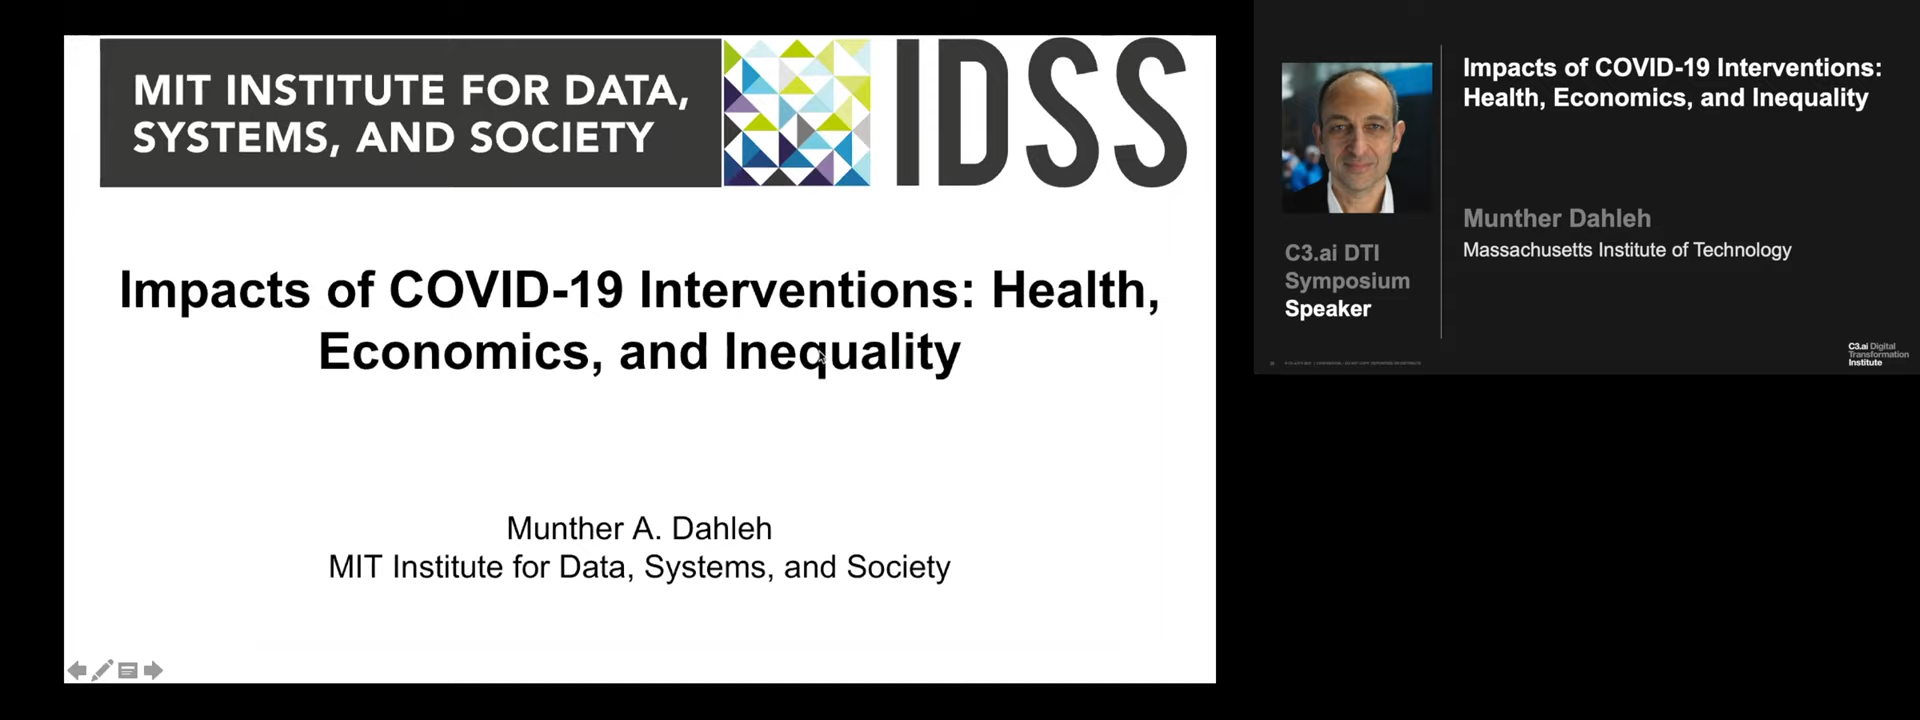 MIT INSTITUTE FOR DATA,
SYSTEMS, AND SOCIETY
IDSS
Impacts of COVID-19 Interventions: Health,
Economics, and Inequality
Munther A. Dahleh
MIT Institute for Data, Systems, and Society
Impacts of COVID-19 Interventions:
Health, Economics, and Inequality
Munther Dahleh
Massachusetts Institute of Technology
C3.ai DTI
Symposium
Speaker
C3.ai Digital
Transformation
Institute